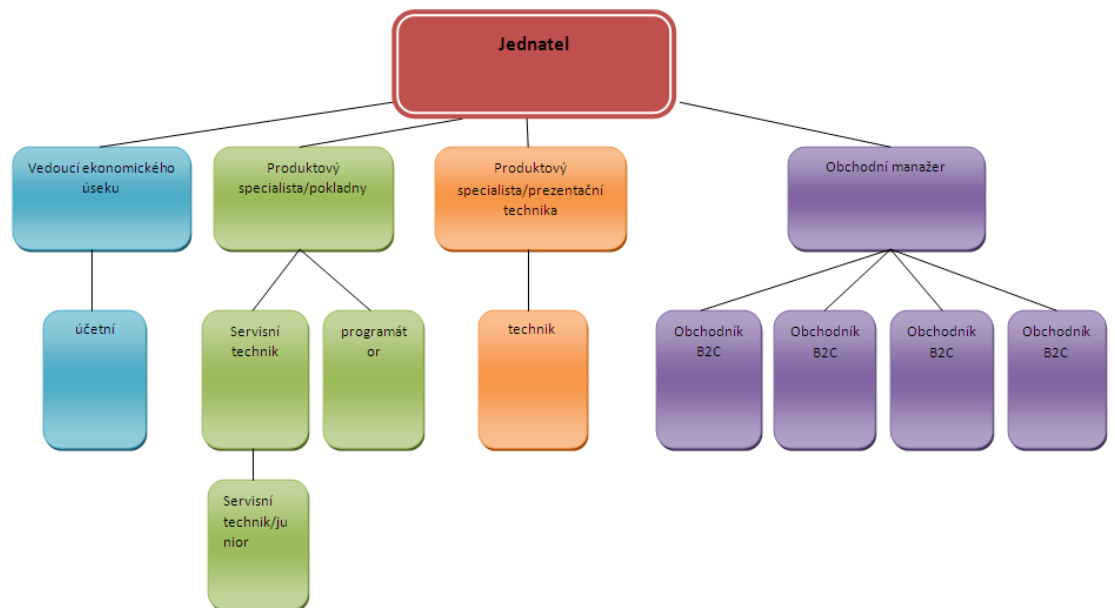 Jednatel
Vedoucí ekonomického
úseku
Produktový
specialista/pokladny
Produktový
specialista/prezentační
technika
Obchodní manažer
účetní
Servisní
technik
programát
or
technik
Obchodník
B2C
Obchodník
B2C
Obchodník
B2C
Obchodník
B2C
Servisní
technik/ju
nior